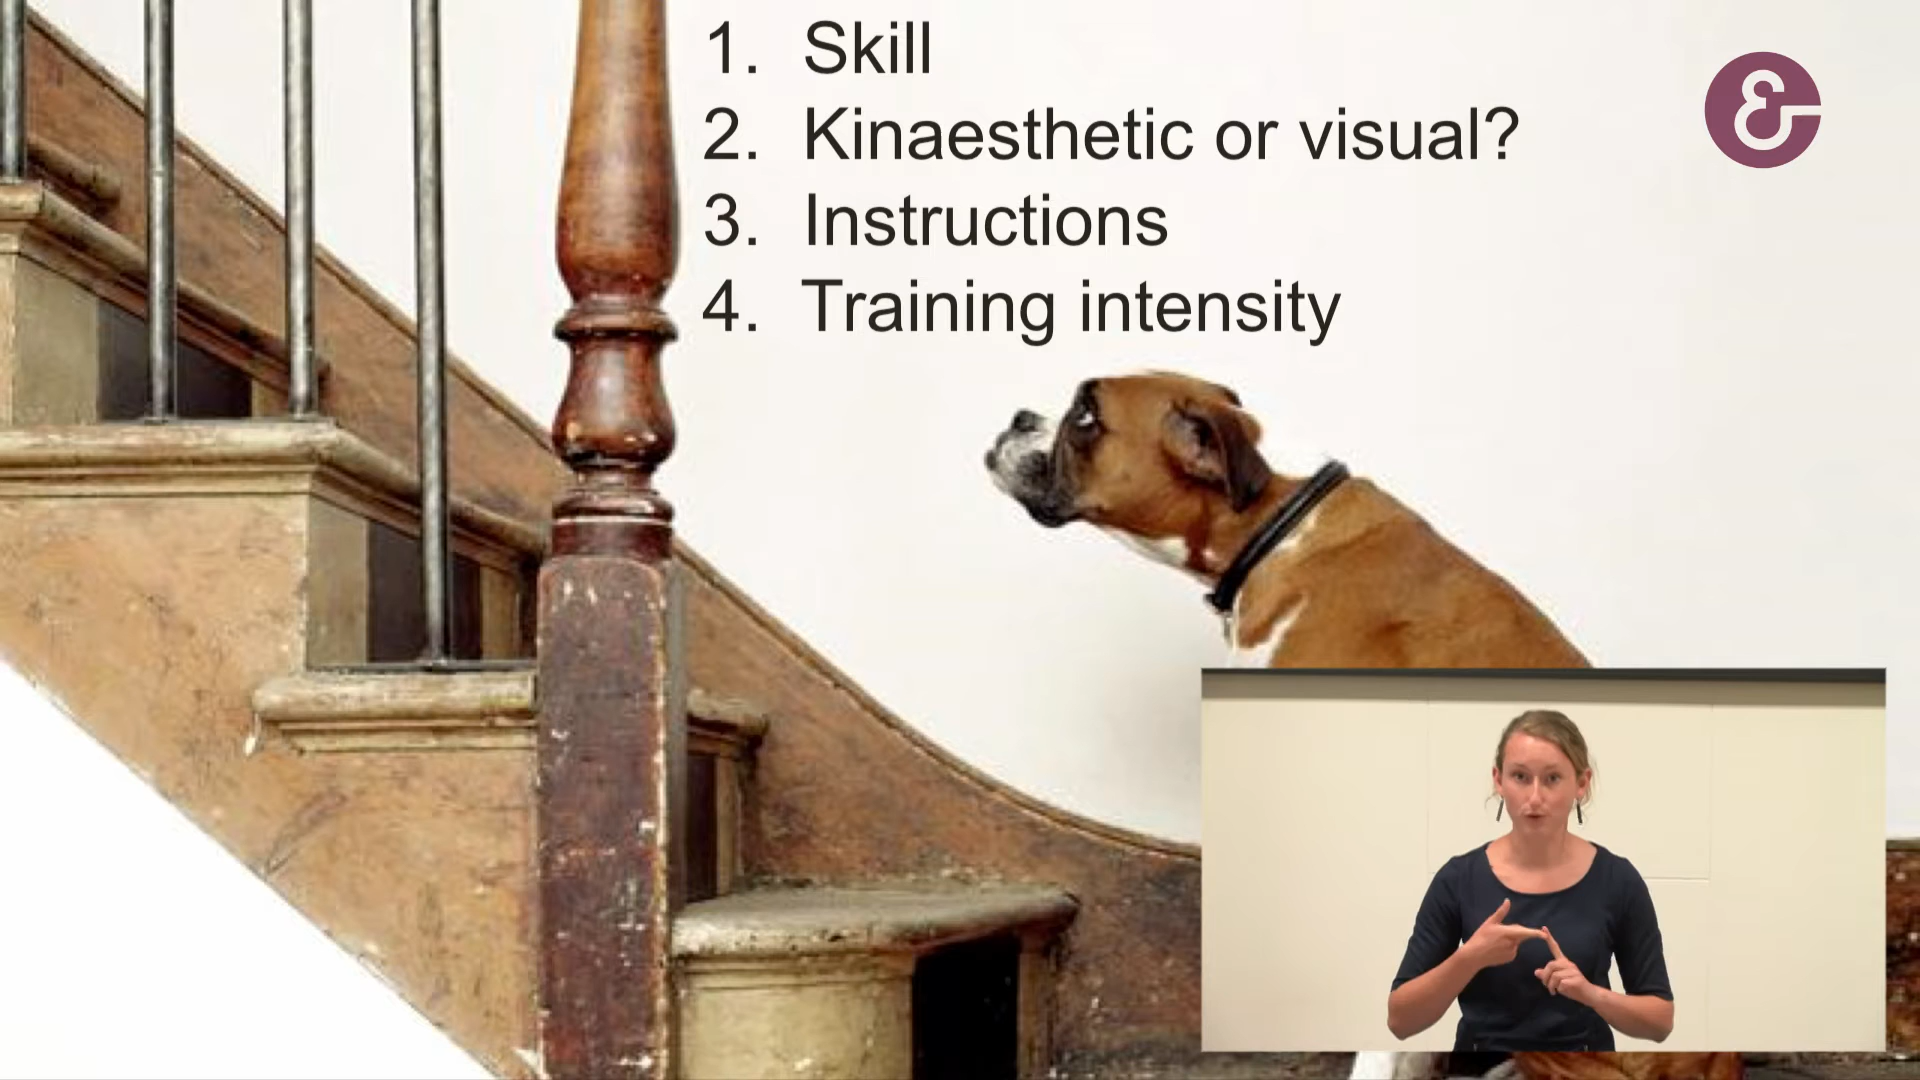 1. Skill
2. Kinaesthetic or visual?
3. Instructions
4. Training intensity
&